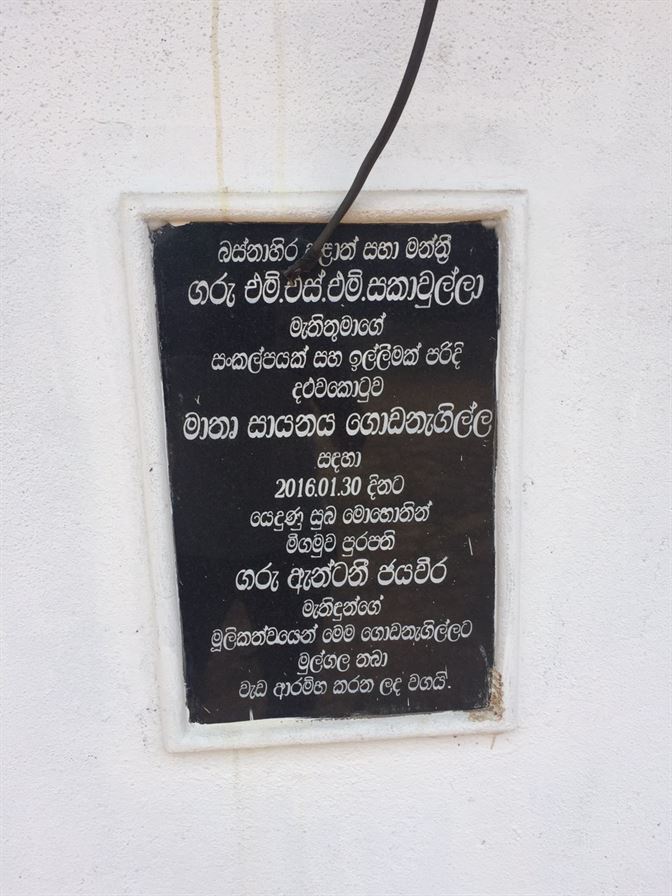 බස්නාහිර පළාත් සභා මන්ත්‍රී
ගරු එම්.එස්.එම්.සකාවුල්ලා
මැතිතුමාගේ
සංකල්පයක් සහ ඉල්ලීමක් පරිදි
දළුවකොටුව
මාතෘ සායනය ගොඩනැගිල්ල
සඳහා
2016.01.30 දිනට
යෙදුණු සුබ මොහොතින්
මීගමුව පුරපති
ගරු ඇන්ටනී ජයවීර
මැතිඳුන්ගේ
මූලිකත්වයෙන් මෙම ගොඩනැගිල්ලට
මුල්ගල තබා
වැඩ ආරම්භ කරන ලද වගයි.